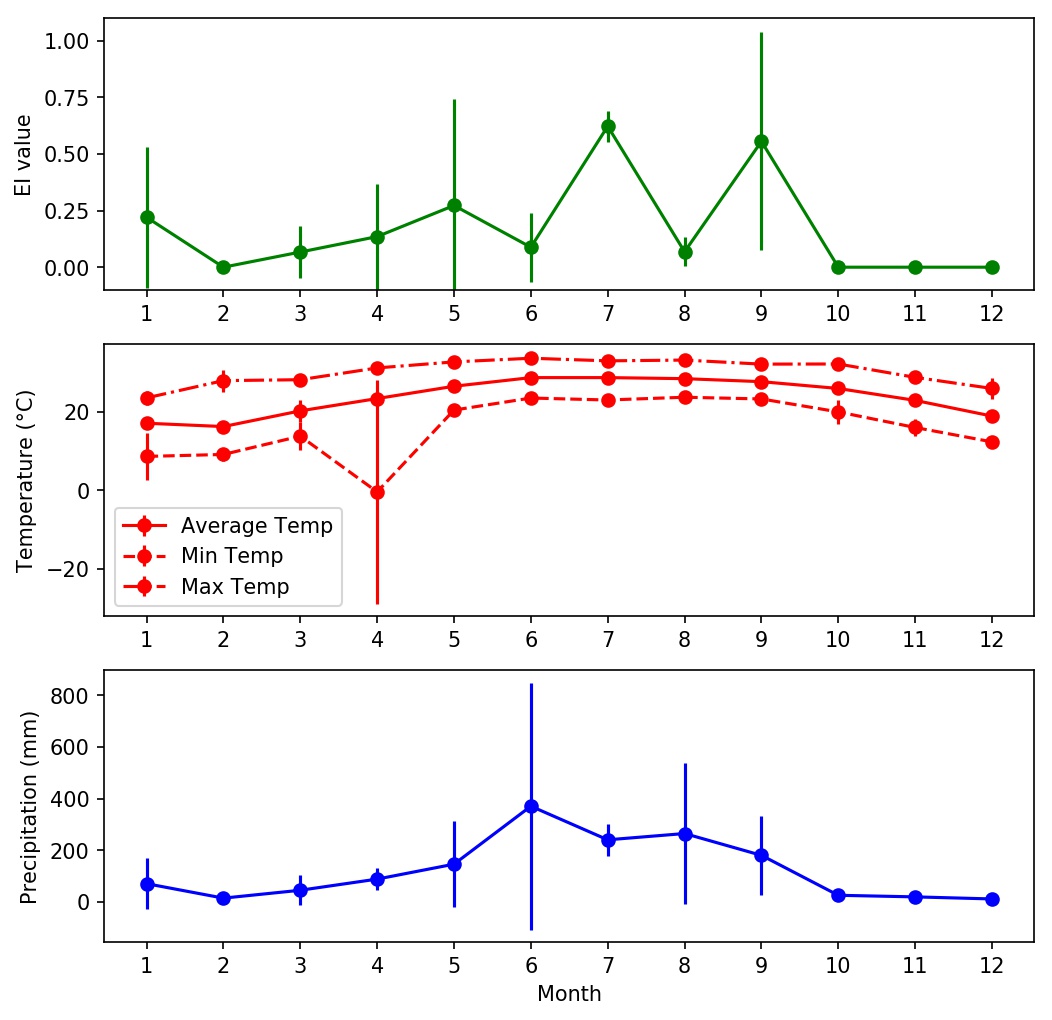 1.00
0.75
0.50
0.25
0.00
EI value
1 2 3 4 5 6 7 8 9 10 11 12
20
0
−20
Temperature (°C)
Average Temp
Min Temp
Max Temp
1 2 3 4 5 6 7 8 9 10 11 12
800
600
400
200
0
Precipitation (mm)
1 2 3 4 5 6 7 8 9 10 11 12
Month